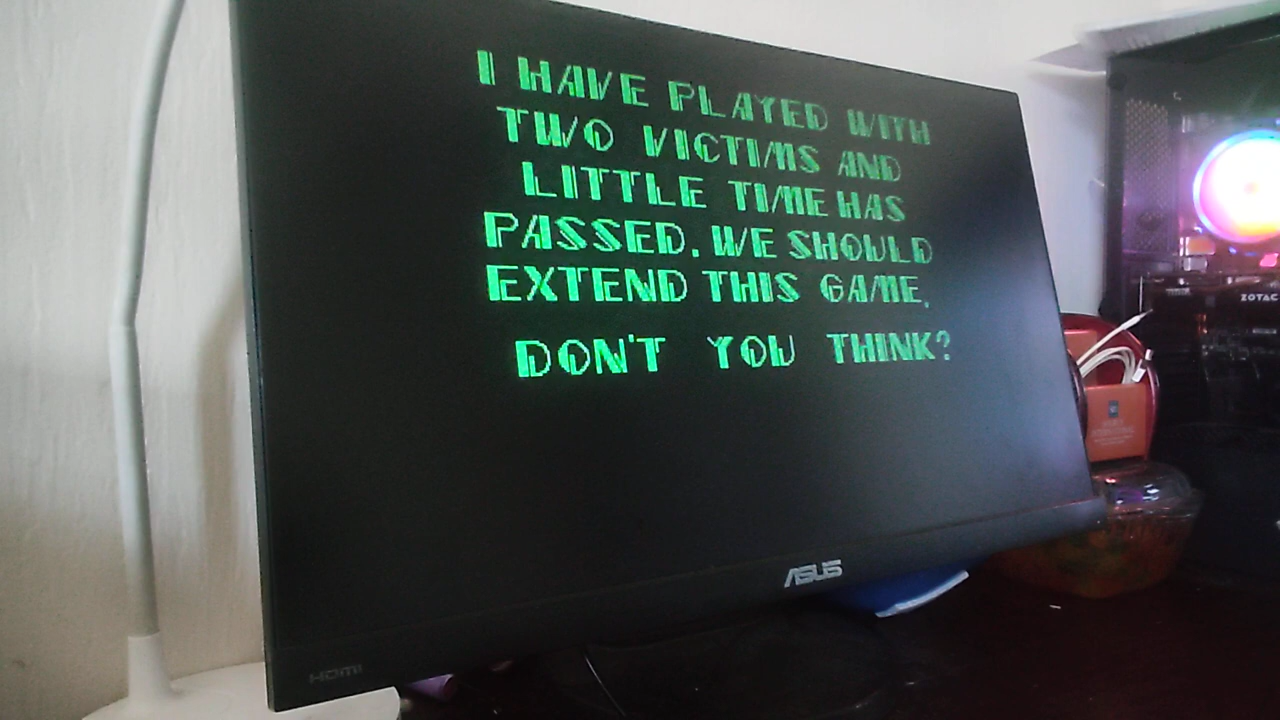 I HAVE PLAYED WITH
TWO VICTIMS AND
LITTLE TIME HAS
PASSED. WE SHOULD
EXTEND THIS GAME,
DON'T YOU THINK?
ZOTAC
ASUS
HDMI